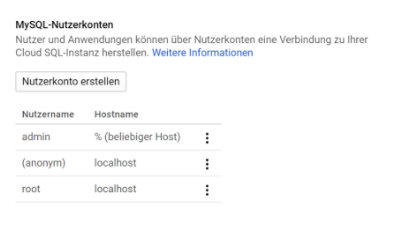 MySQL-Nutzerkonten
Nutzer und Anwendungen können über Nutzerkonten eine Verbindung zu Ihrer
Cloud SQL-Instanz herstellen. Weitere Informationen
Nutzerkonto erstellen
Nutzername Hostname
admin % (beliebiger Host)
(anonym) localhost
root localhost